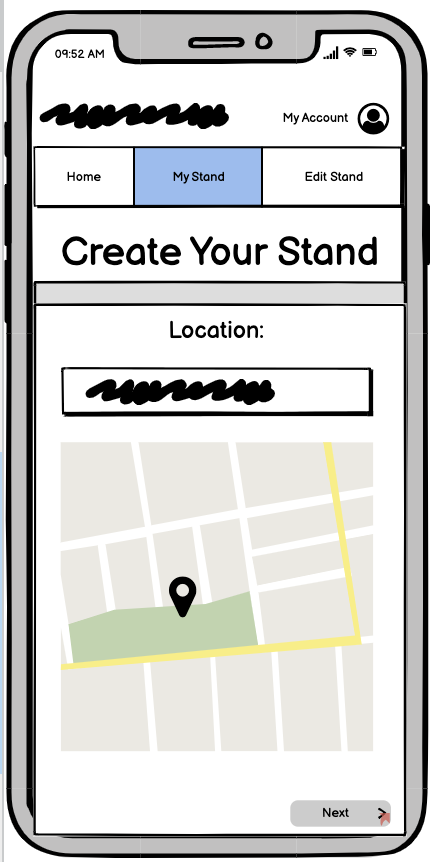 09:52 AM
My Account
Home My Stand Edit Stand
Create Your Stand
Location:
Next >